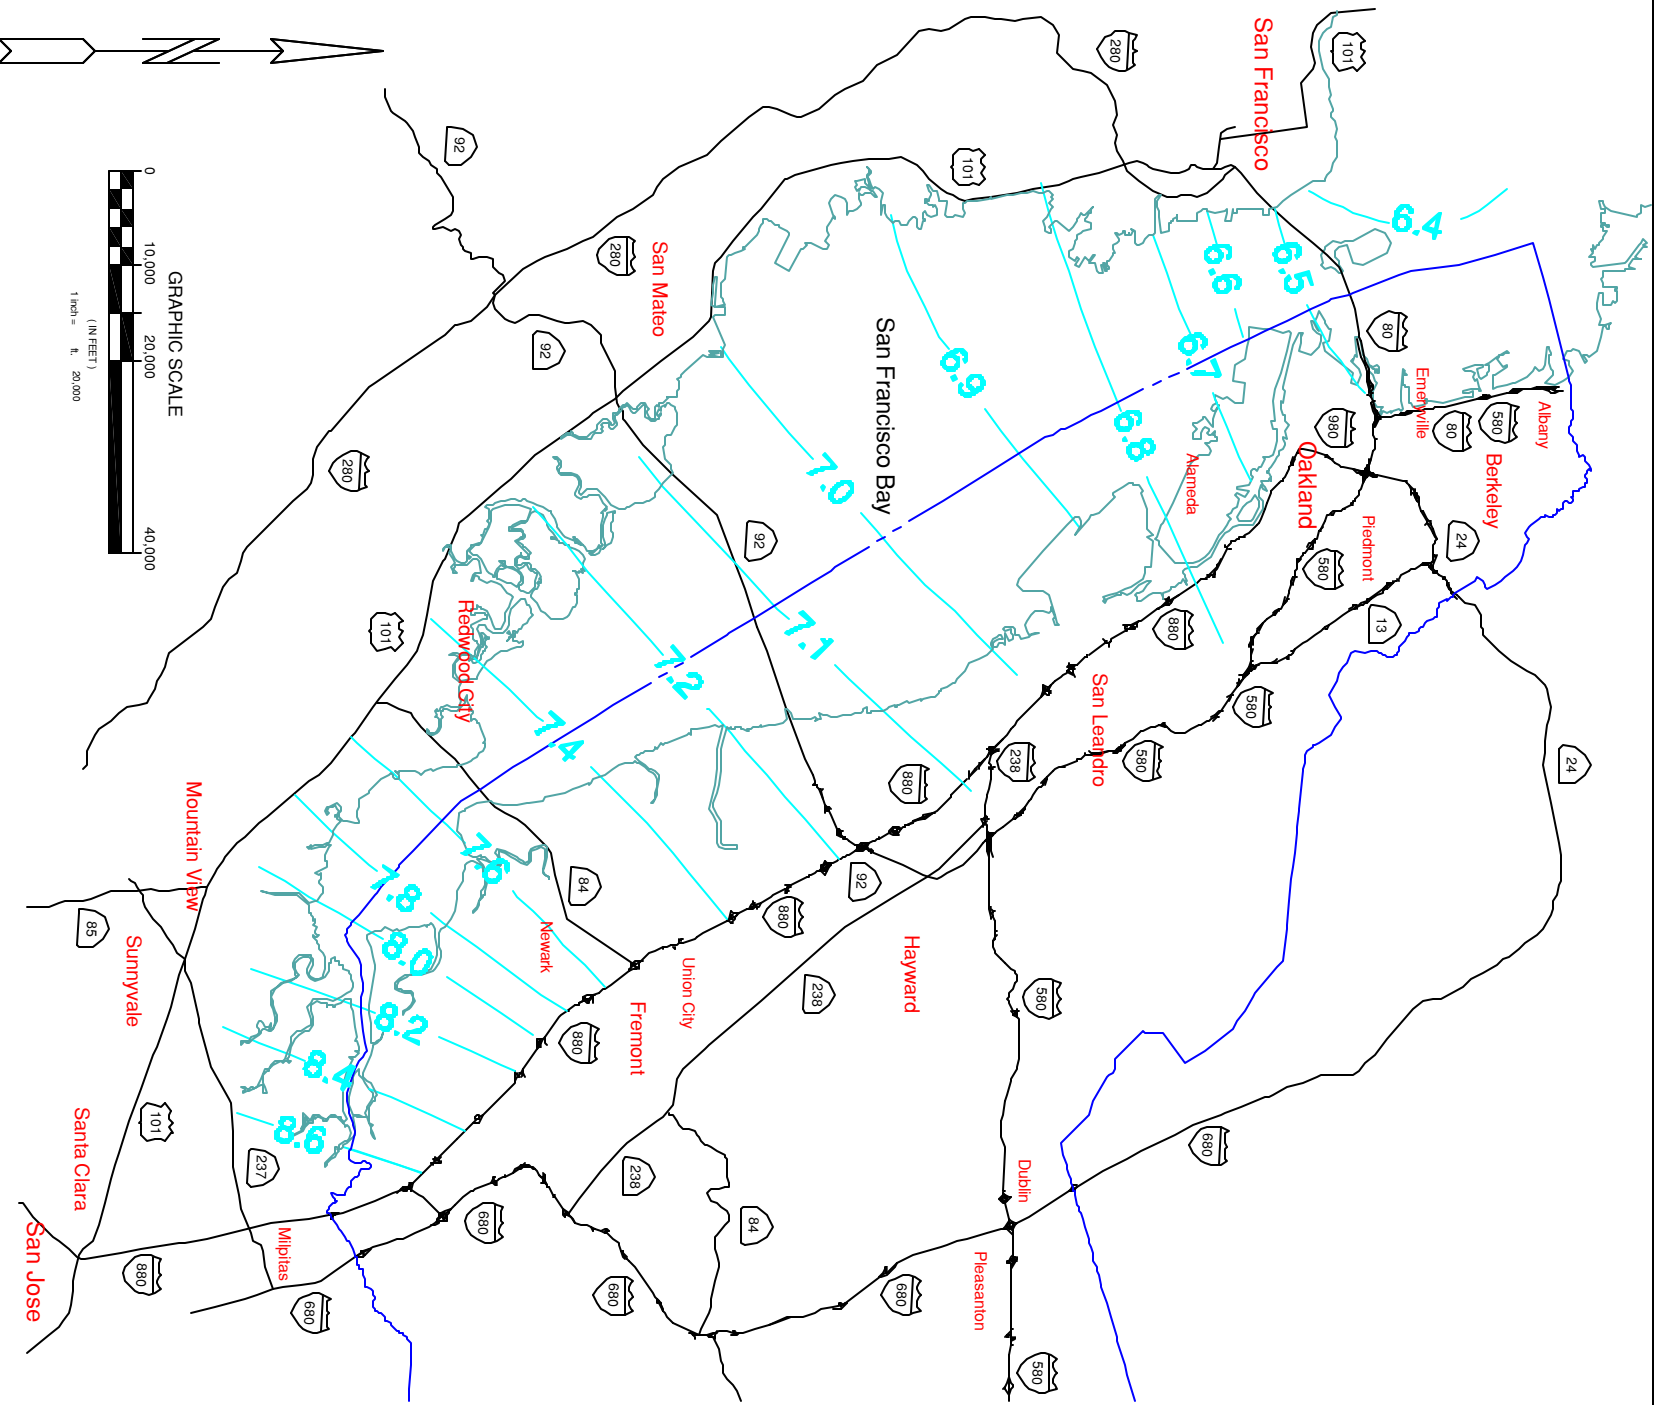 San Francisco
101
280
92
101
6.4
6.6
6.5
280
San Mateo
92
80
6.7
6.9
San Francisco Bay
Emeryville
Albany
580
80
980
Oakland
Berkeley
6.8
Alameda
7.0
280
Piedmont
24
580
92
13
880
7.1
101
Redwood City
7.2
7.4
San Leandro
580
580
238
880
24
Mountain View
7.6
7.8
84
92
880
85
Sunnyvale
8.0
Newark
Union City
Hayward
238
580
8.2
Fremont
880
8.4
8.6
Santa Clara
101
237
238
680
Dublin
84
San Jose
Milpitas
680
880
680
680
680
Pleasanton
580
GRAPHIC SCALE
0
10,000
20,000
40,000
( IN FEET )
1 inch = ft. 20,000